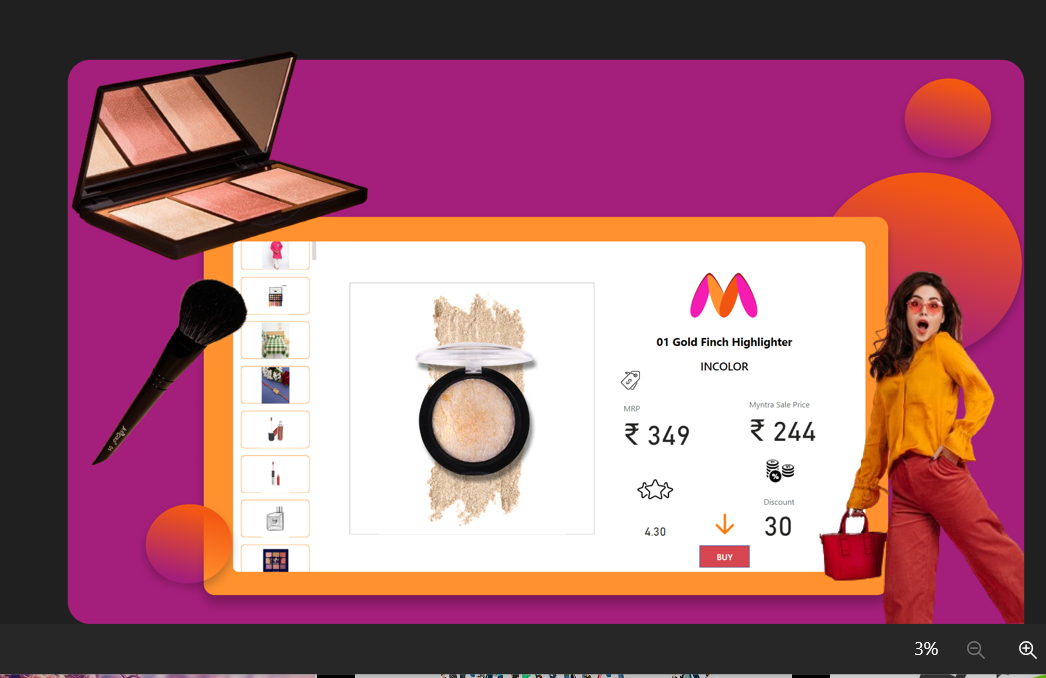 01 Gold Finch Highlighter
INCOLOR
MRP
₹ 349
Myntra Sale Price
₹ 244
4.30
Discount
30
BUY
3%